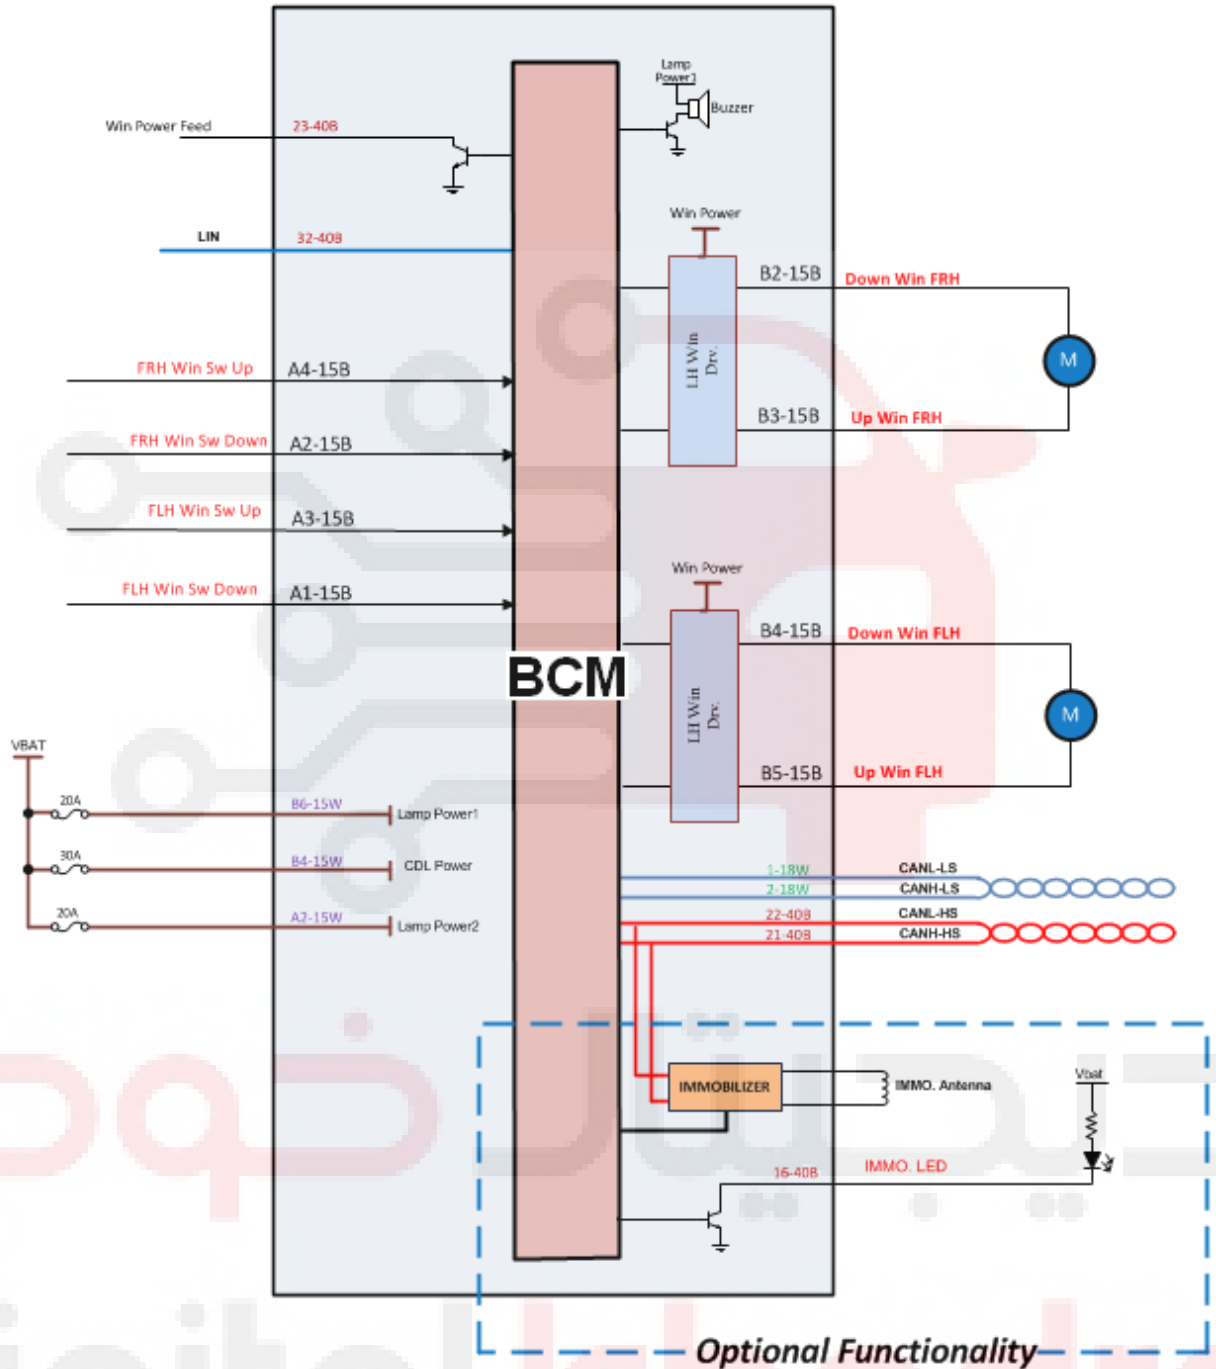 Lamp
Power1
Buzzer
Win Power Feed
23-40B
LIN
32-40B
Win Power
B2-15B
Down Win FRH
LH Win
Drv.
M
FRH Win Sw Up
A4-15B
B3-15B
Up Win FRH
FRH Win Sw Down
A2-15B
FLH Win Sw Up
A3-15B
FLH Win Sw Down
A1-15B
Win Power
B4-15B
Down Win FLH
BCM
LH Win
Drv.
M
B5-15B
Up Win FLH
VBAT
20A
B6-15W
Lamp Power1
30A
B4-15W
CDL Power
20A
A2-15W
Lamp Power2
1-18W
CANL-LS
2-18W
CANH-LS
22-40B
CANL-HS
21-40B
CANH-HS
IMMOBILIZER
IMMO. Antenna
Vbat
16-40B
IMMO. LED
Optional Functionality